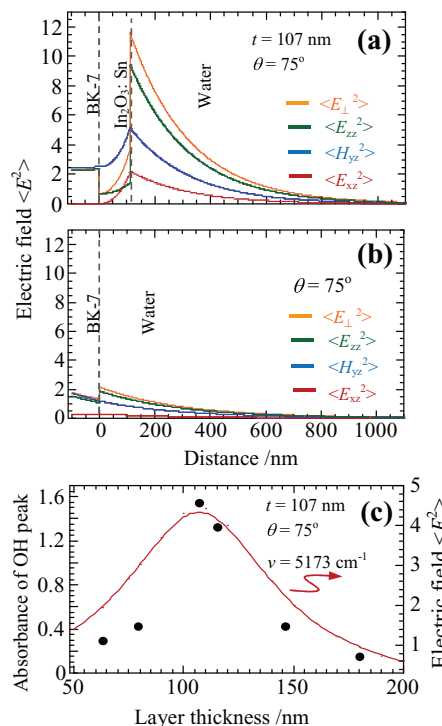 12
10
8
6
4
2
0
BK-7
In₂O₃: Sn
Water
t = 107 nm
θ = 75°
(a)
<E⊥²>
<Ezz²>
<Hyz²>
<Exz²>
Electric field <E²>
12
10
8
6
4
2
0
BK-7
Water
θ = 75°
(b)
<E⊥²>
<Ezz²>
<Hyz²>
<Exz²>
0 200 400 600 800 1000
Distance /nm
Absorbance of OH peak
1.6
1.2
0.8
0.4
0
t = 107 nm
θ = 75°
ν = 5173 cm⁻¹
(c)
5
4
3
2
1
Electric field <E²>
50 100 150 200
Layer thickness /nm